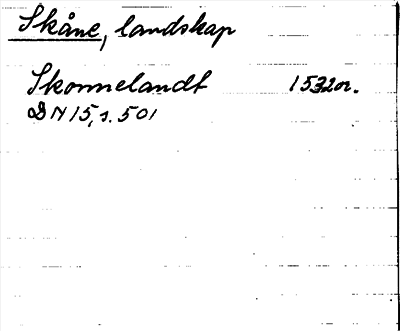 Skåne, landskap
Skonnelandt 1532 or.
DN 15, s. 501